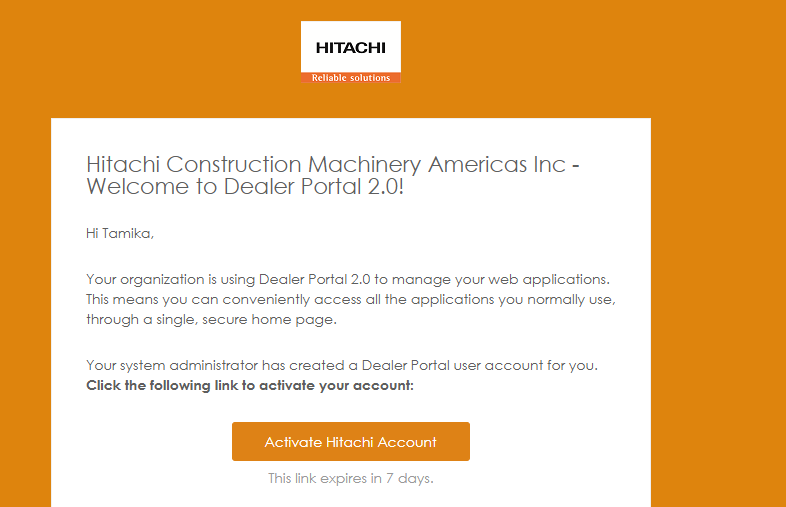 HITACHI
Reliable solutions
Hitachi Construction Machinery Americas Inc -
Welcome to Dealer Portal 2.0!
Hi Tamika,
Your organization is using Dealer Portal 2.0 to manage your web applications.
This means you can conveniently access all the applications you normally use,
through a single, secure home page.
Your system administrator has created a Dealer Portal user account for you.
Click the following link to activate your account:
Activate Hitachi Account
This link expires in 7 days.